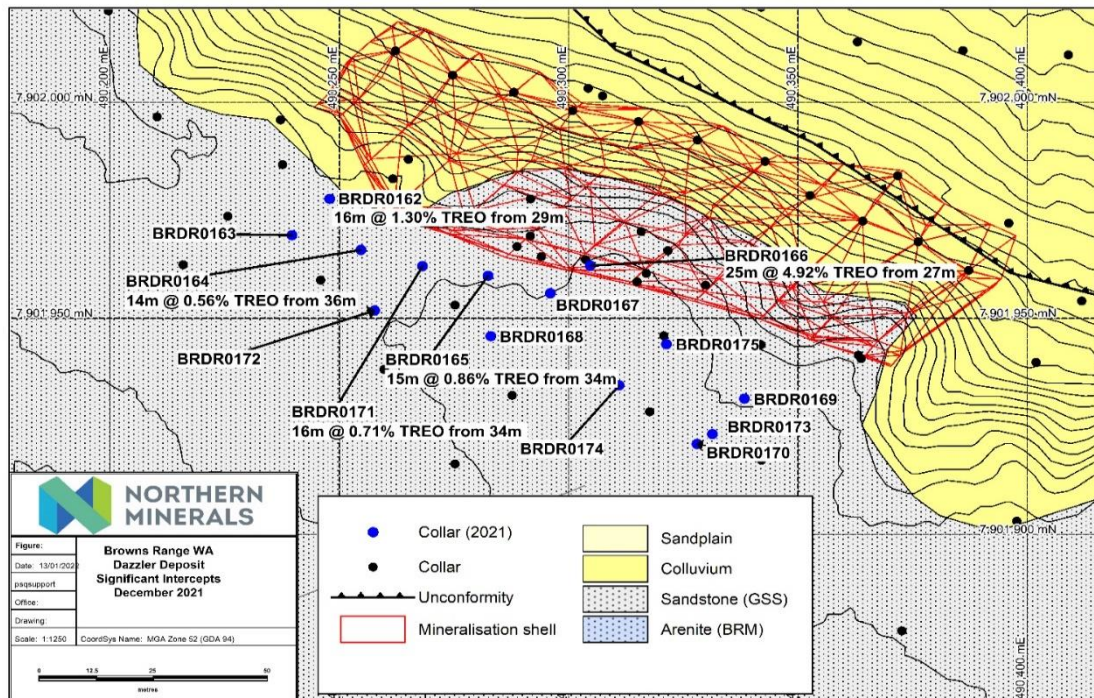 490,200 mE
490,250 mE
490,300 mE
490,350 mE
490,400 mE
7,902,000 mN
7,902,000 mN
BRDR0162
16m @ 1.30% TREO from 29m
BRDR0163
BRDR0164
14m @ 0.56% TREO from 36m
BRDR0166
25m @ 4.92% TREO from 27m
BRDR0167
7,901,950 mN
7,901,950 mN
BRDR0172
BRDR0168
BRDR0175
BRDR0165
15m @ 0.86% TREO from 34m
BRDR0171
16m @ 0.71% TREO from 34m
BRDR0169
BRDR0174
BRDR0173
BRDR0170
7,901,900 mN
490,400 mE
NORTHERN
MINERALS
Figure:
Date: 13/01/2022
psqsupport
Office:
Drawing:
Browns Range WA
Dazzler Deposit
Significant Intercepts
December 2021
Scale: 1:1250 CoordSys Name: MGA Zone 52 (GDA 94)
0 12.5 25 50
metres
Collar (2021)
Collar
Unconformity
Mineralisation shell
Sandplain
Colluvium
Sandstone (GSS)
Arenite (BRM)